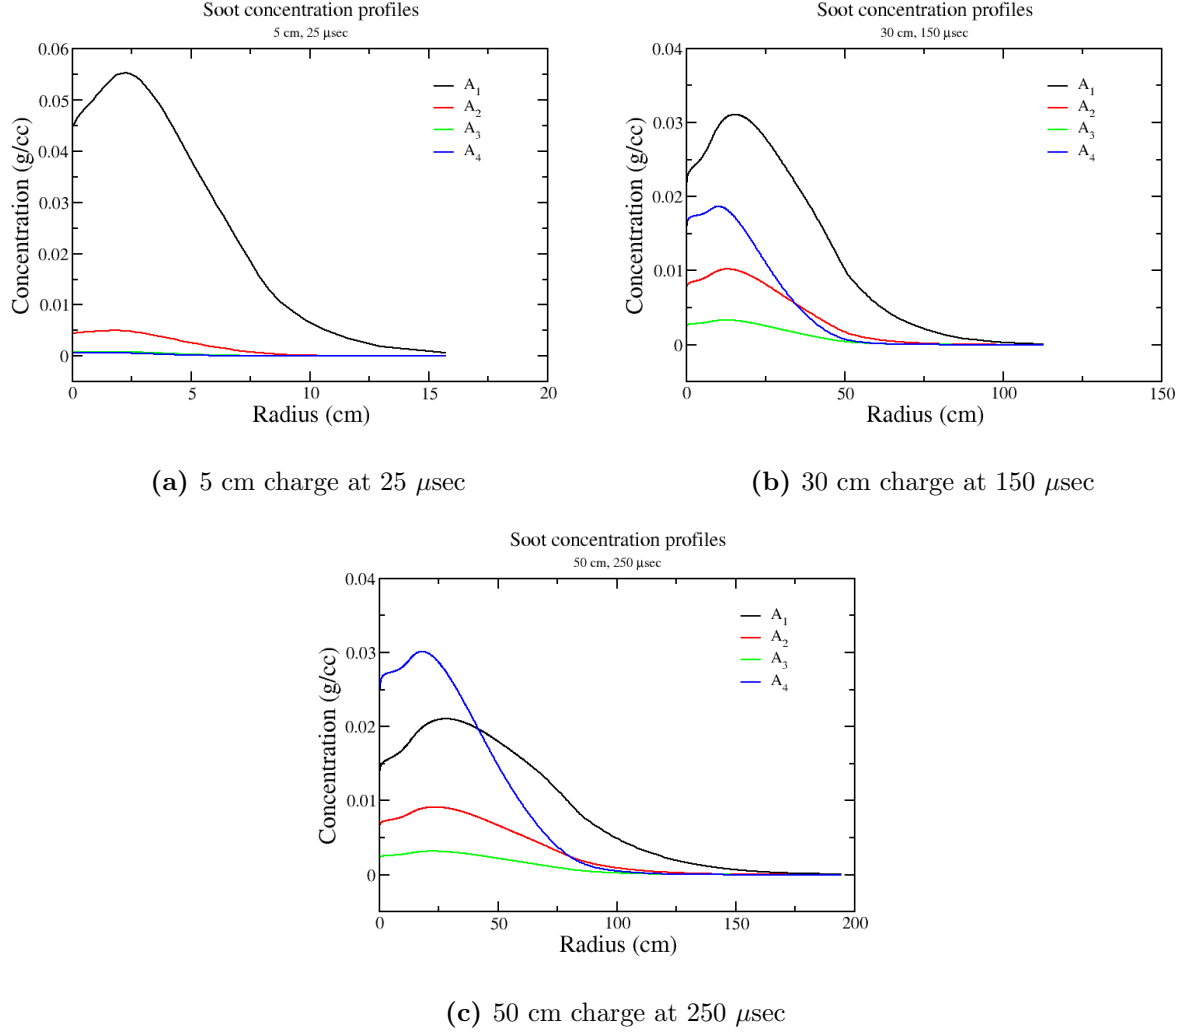 Soot concentration profiles
5 cm, 25 μsec
0.06
0.05
0.04
0.03
0.02
0.01
0
Concentration (g/cc)
A1
A2
A3
A4
0 5 10 15 20
Radius (cm)
(a) 5 cm charge at 25 μsec
Soot concentration profiles
30 cm, 150 μsec
0.04
0.03
0.02
0.01
0
Concentration (g/cc)
A1
A2
A3
A4
0 50 100 150
Radius (cm)
(b) 30 cm charge at 150 μsec
Soot concentration profiles
50 cm, 250 μsec
0.04
0.03
0.02
0.01
0
Concentration (g/cc)
A1
A2
A3
A4
0 50 100 150 200
Radius (cm)
(c) 50 cm charge at 250 μsec